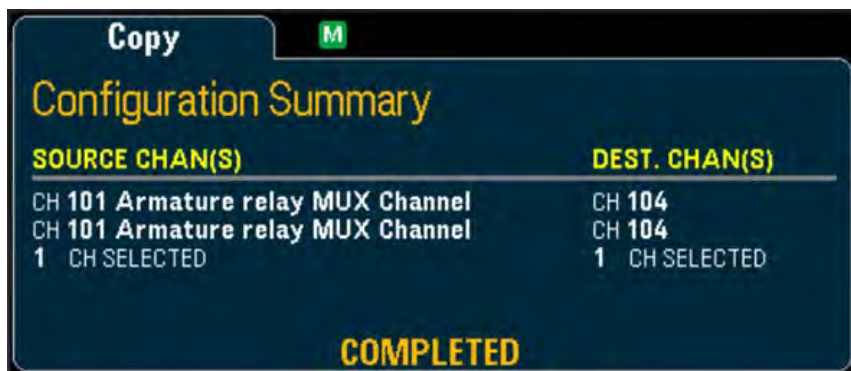 Copy M
Configuration Summary
SOURCE CHAN(S) DEST. CHAN(S)
CH 101 Armature relay MUX Channel CH 104
CH 101 Armature relay MUX Channel CH 104
1 CH SELECTED 1 CH SELECTED
COMPLETED